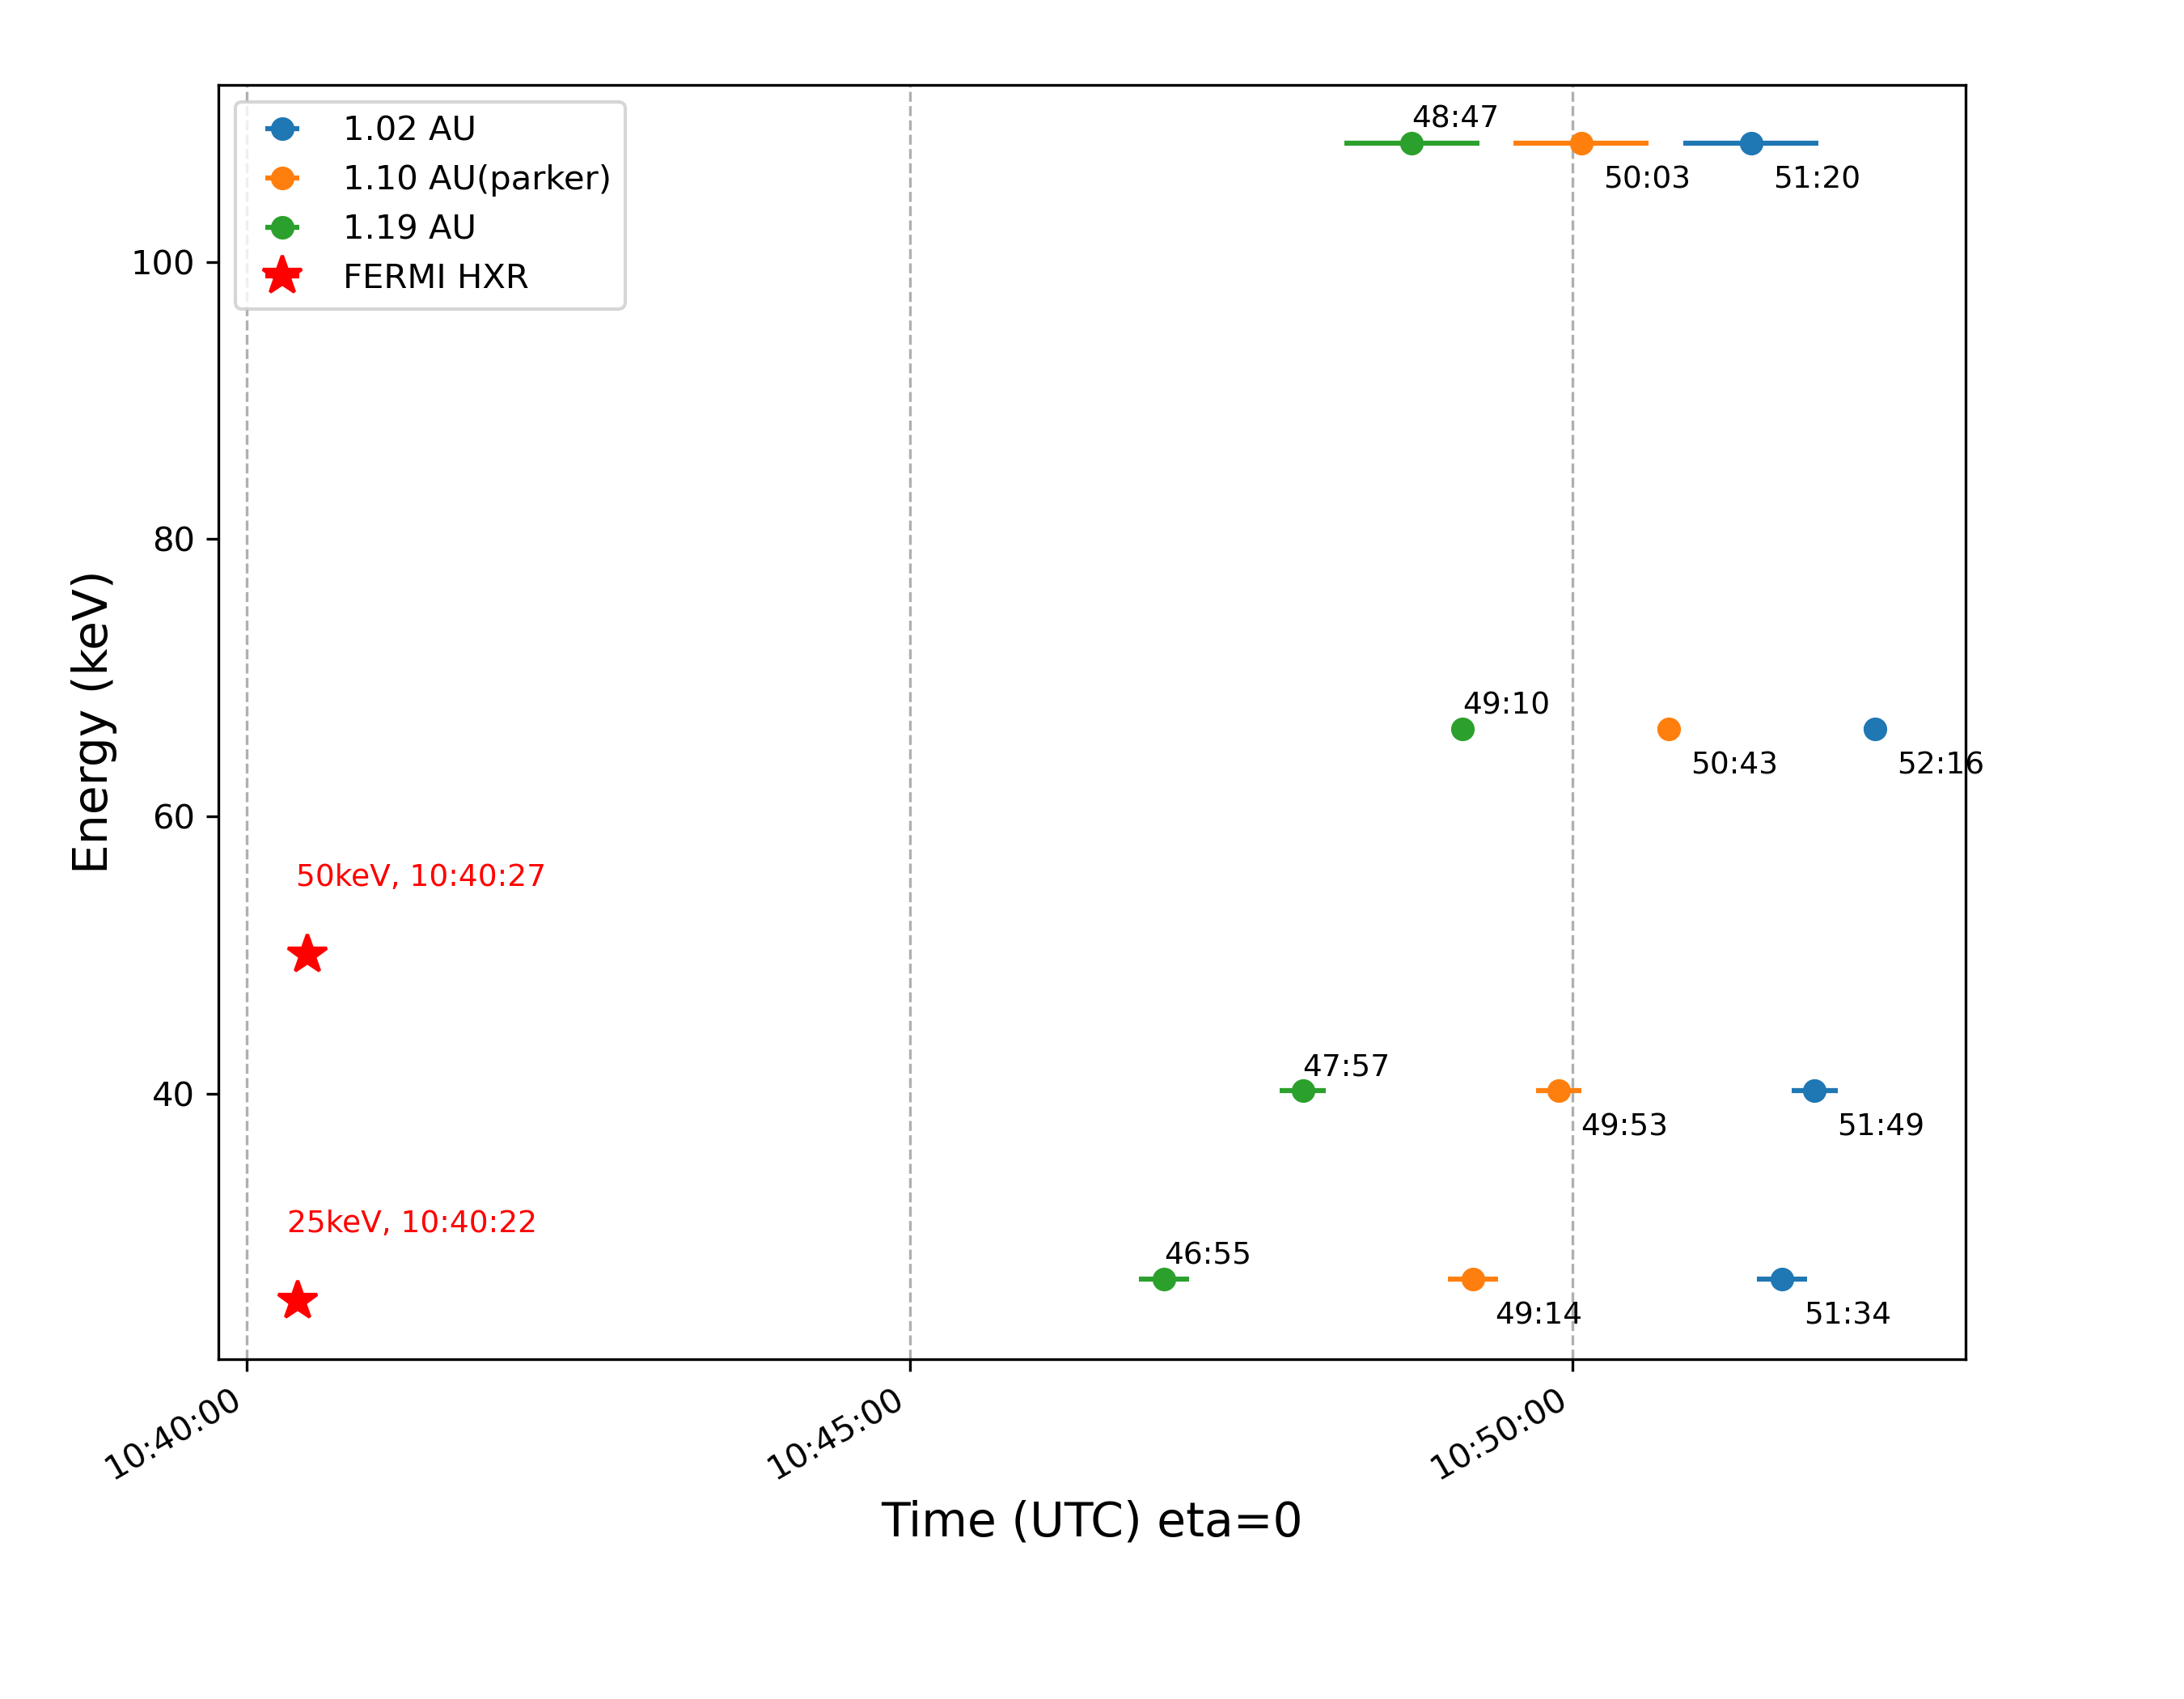 1.02 AU
1.10 AU(parker)
1.19 AU
FERMI HXR
48:47
50:03
51:20
100
80
49:10
50:43
52:16
60
50keV, 10:40:27
47:57
40
49:53
51:49
25keV, 10:40:22
46:55
49:14
51:34
Energy (keV)
10:40:00
10:45:00
10:50:00
Time (UTC) eta=0